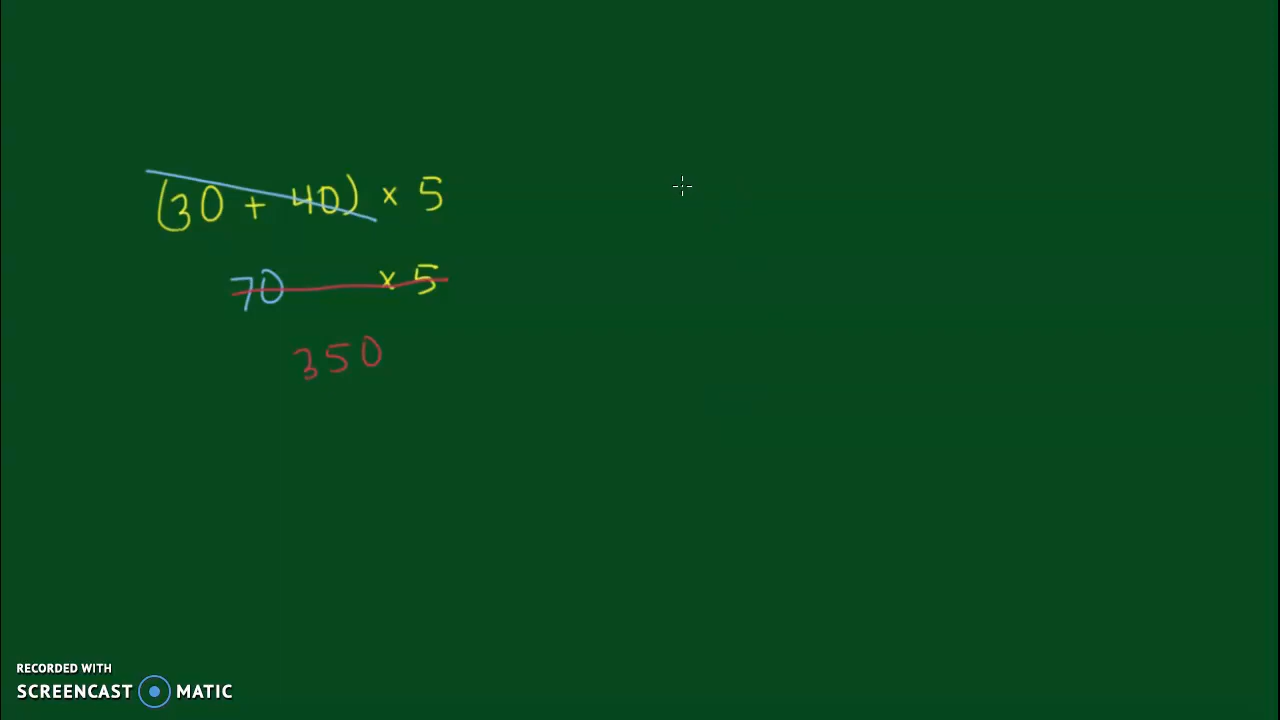 (30 + 40) × 5
70 × 5
350
RECORDED WITH
SCREENCAST MATIC